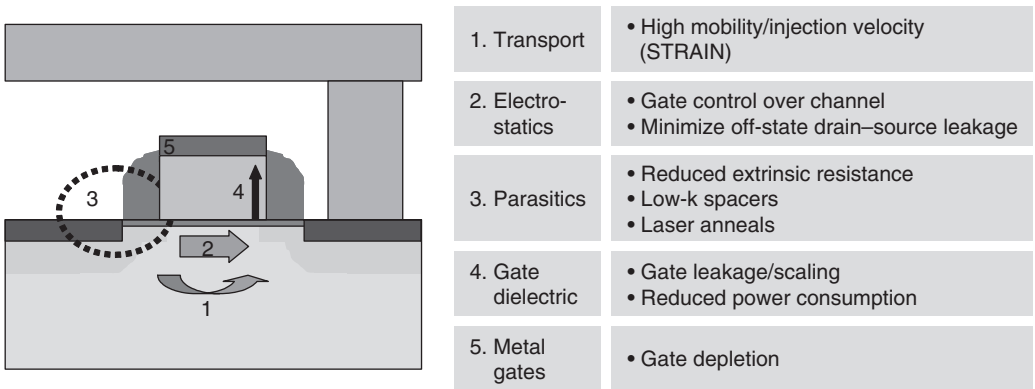 5
3
4
2
1
1. Transport
• High mobility/injection velocity
(STRAIN)
2. Electro-
statics
• Gate control over channel
• Minimize off-state drain–source leakage
3. Parasitics
• Reduced extrinsic resistance
• Low-k spacers
• Laser anneals
4. Gate
dielectric
• Gate leakage/scaling
• Reduced power consumption
5. Metal
gates
• Gate depletion